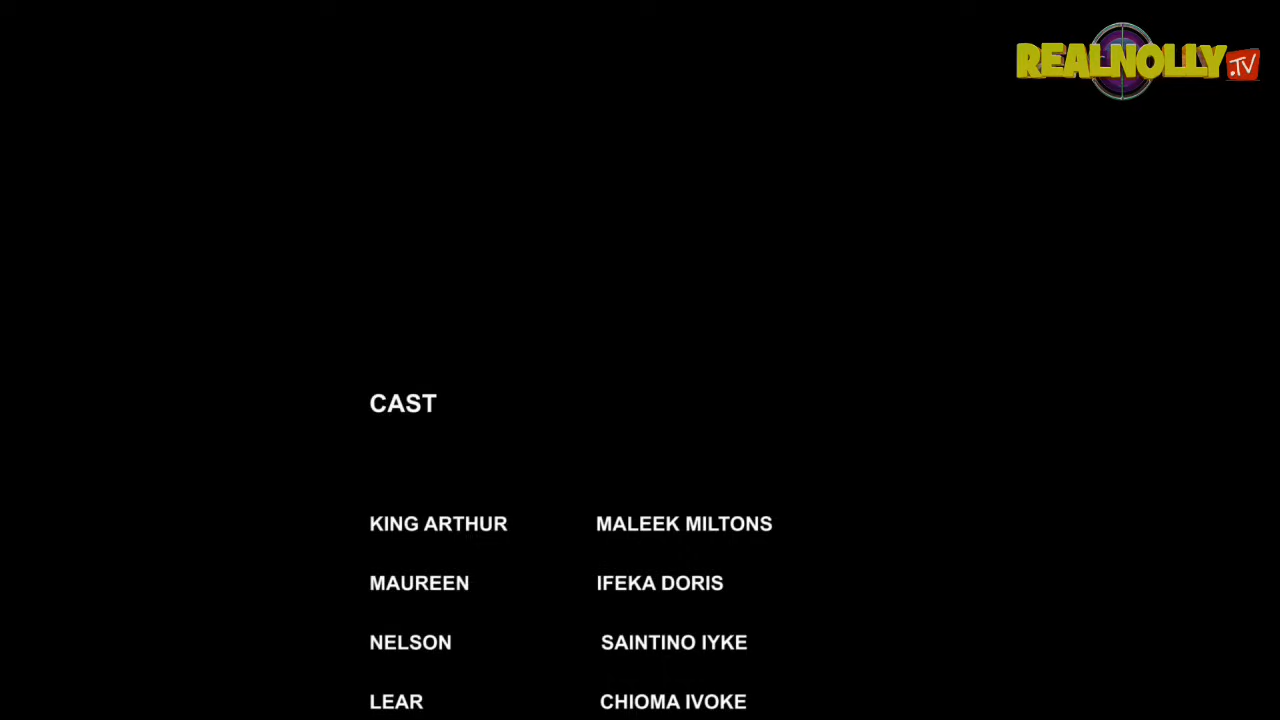 REALNOLLY.TV
CAST
KING ARTHUR MALEEK MILTONS
MAUREEN IFEKA DORIS
NELSON SAINTINO IYKE
LEAR CHIOMA IVOKE